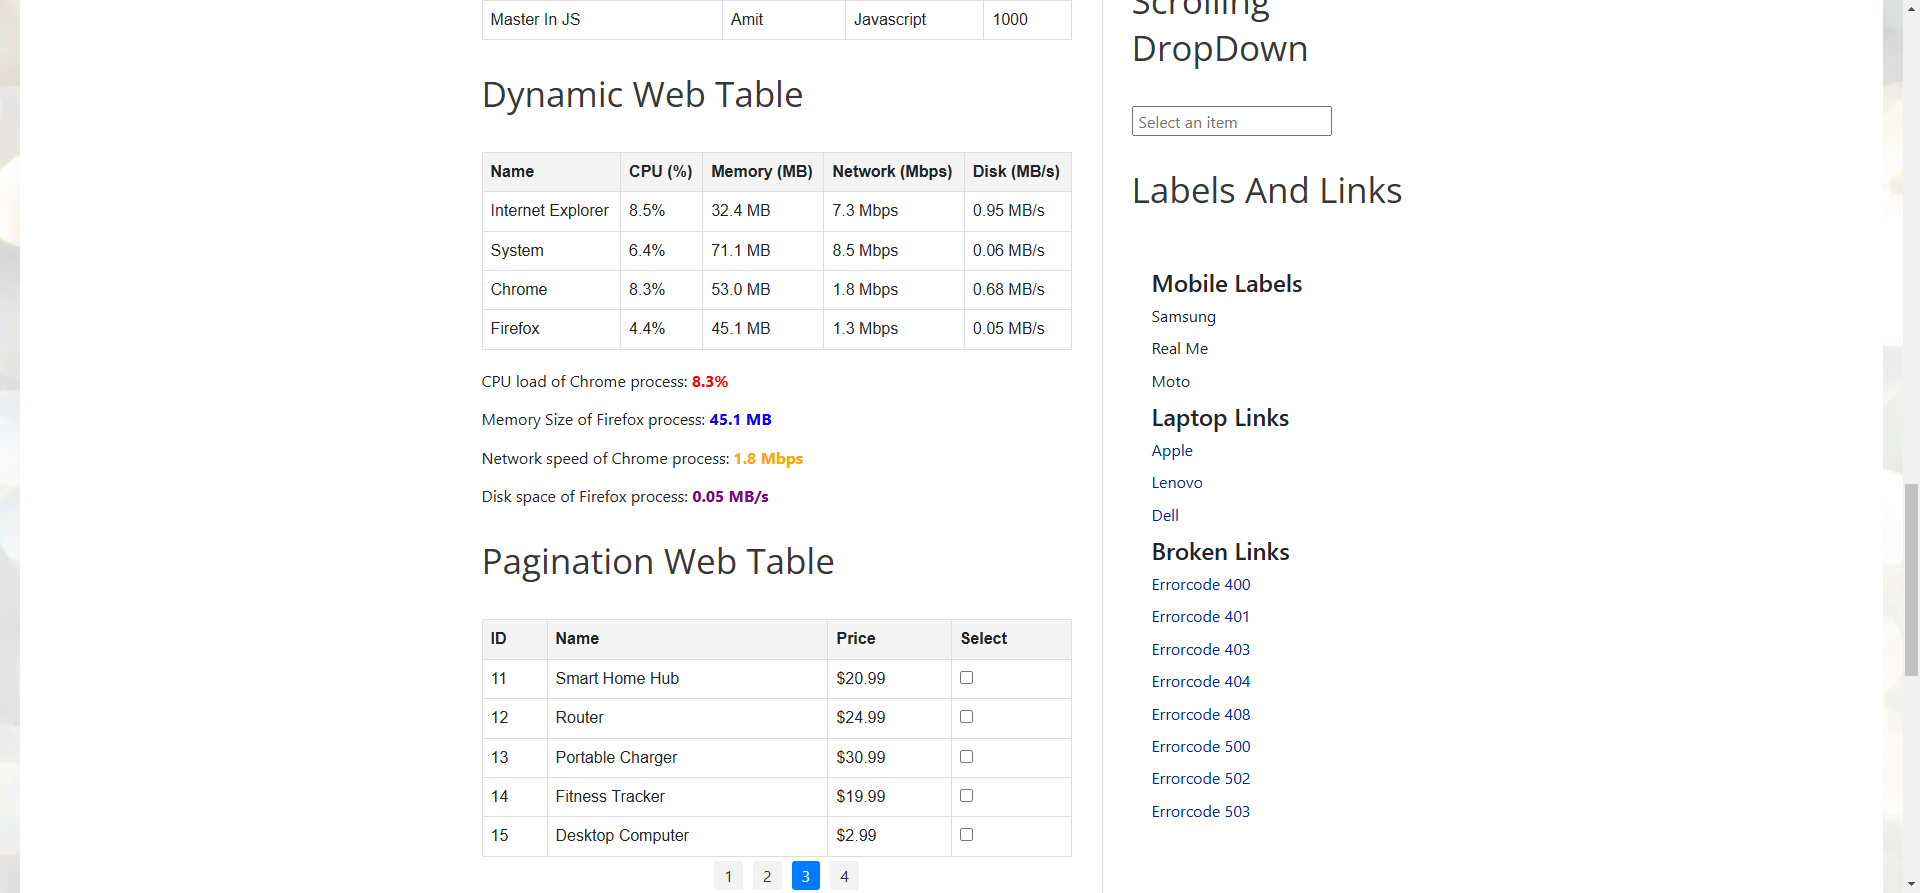 Master In JS Amit Javascript 1000
Dynamic Web Table
Name CPU (%) Memory (MB) Network (Mbps) Disk (MB/s)
Internet Explorer 8.5% 32.4 MB 7.3 Mbps 0.95 MB/s
System 6.4% 71.1 MB 8.5 Mbps 0.06 MB/s
Chrome 8.3% 53.0 MB 1.8 Mbps 0.68 MB/s
Firefox 4.4% 45.1 MB 1.3 Mbps 0.05 MB/s
CPU load of Chrome process: 8.3%
Memory Size of Firefox process: 45.1 MB
Network speed of Chrome process: 1.8 Mbps
Disk space of Firefox process: 0.05 MB/s
Pagination Web Table
ID Name Price Select
11 Smart Home Hub $20.99
12 Router $24.99
13 Portable Charger $30.99
14 Fitness Tracker $19.99
15 Desktop Computer $2.99
1 2 3 4
Scrolling
DropDown
Select an item
Labels And Links
Mobile Labels
Samsung
Real Me
Moto
Laptop Links
Apple
Lenovo
Dell
Broken Links
Errorcode 400
Errorcode 401
Errorcode 403
Errorcode 404
Errorcode 408
Errorcode 500
Errorcode 502
Errorcode 503